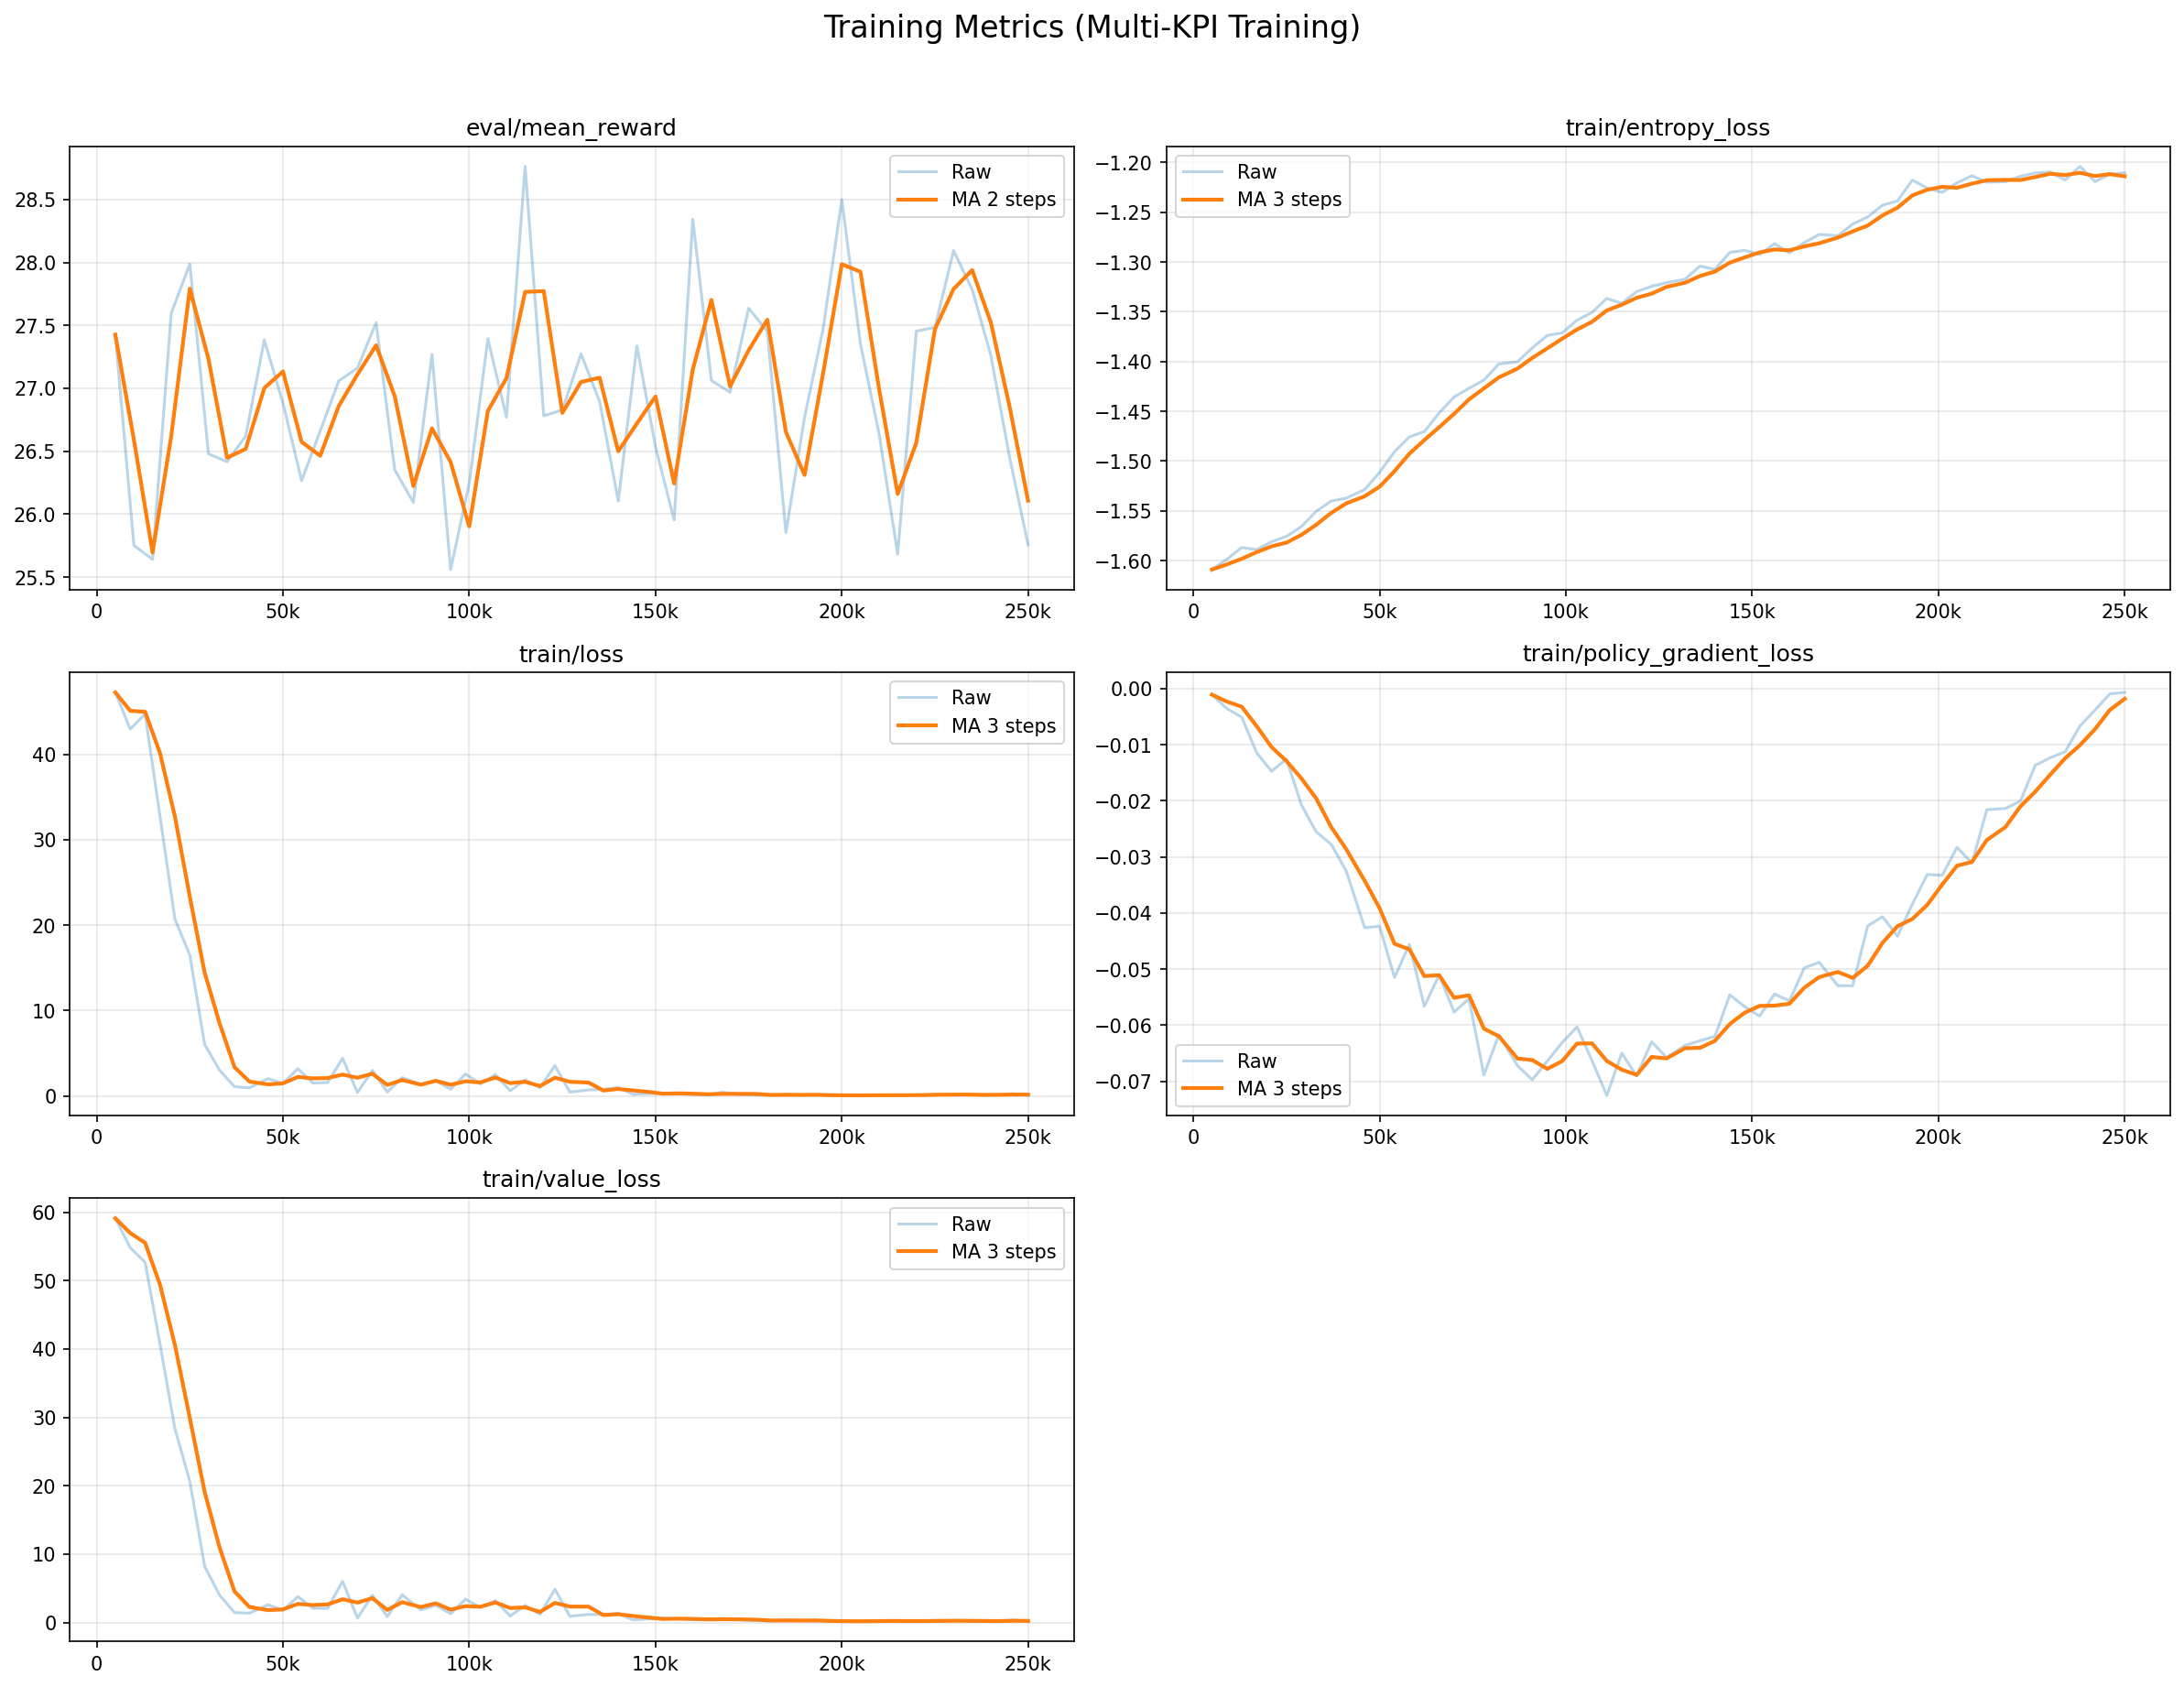 Training Metrics (Multi-KPI Training)
eval/mean_reward
Raw
MA 2 steps
28.5
28.0
27.5
27.0
26.5
26.0
25.5
0
50k
100k
150k
200k
250k
train/entropy_loss
Raw
MA 3 steps
−1.20
−1.25
−1.30
−1.35
−1.40
−1.45
−1.50
−1.55
−1.60
0
50k
100k
150k
200k
250k
train/loss
Raw
MA 3 steps
40
30
20
10
0
0
50k
100k
150k
200k
250k
train/policy_gradient_loss
0.00
−0.01
−0.02
−0.03
−0.04
−0.05
−0.06
−0.07
Raw
MA 3 steps
0
50k
100k
150k
200k
250k
train/value_loss
Raw
MA 3 steps
60
50
40
30
20
10
0
0
50k
100k
150k
200k
250k